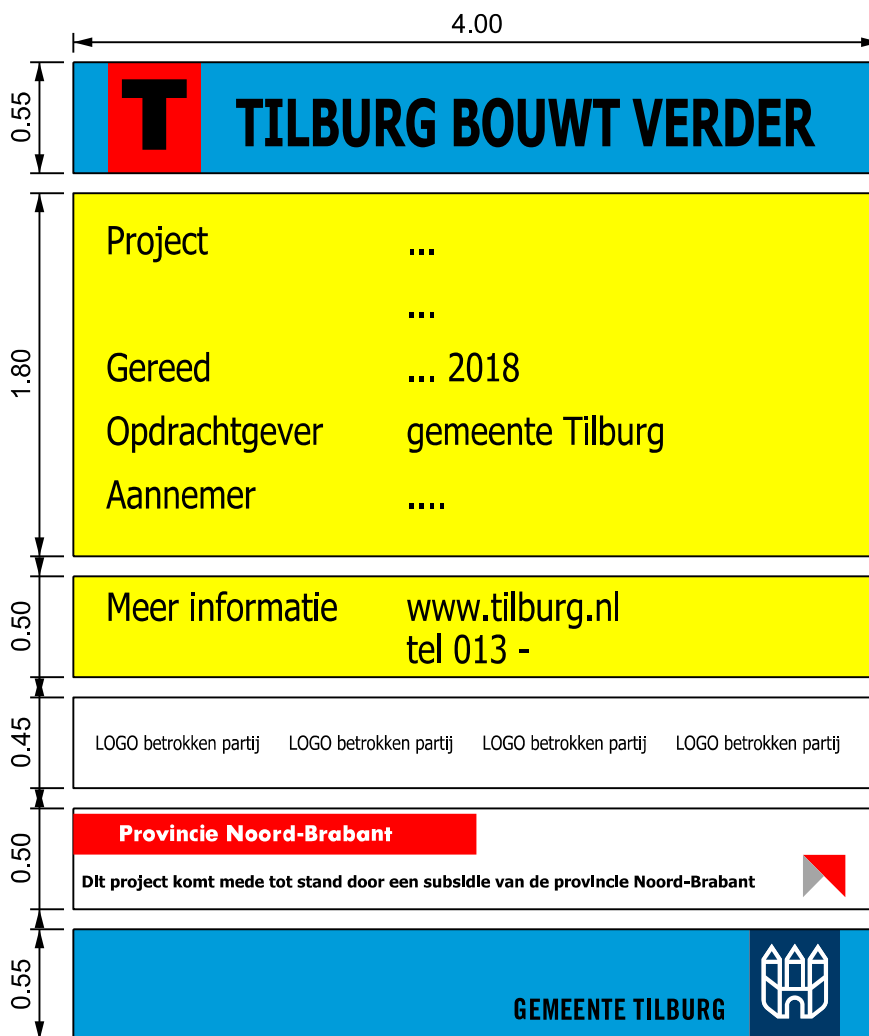 4.00
0.55
T TILBURG BOUWT VERDER
1.80
Project ...
...
Gereed ... 2018
Opdrachtgever gemeente Tilburg
Aannemer ....
0.50
Meer informatie www.tilburg.nl
tel 013 -
0.45
LOGO betrokken partij LOGO betrokken partij LOGO betrokken partij LOGO betrokken partij
0.50
Provincie Noord-Brabant
Dit project komt mede tot stand door een subsidie van de provincie Noord-Brabant
0.55
GEMEENTE TILBURG